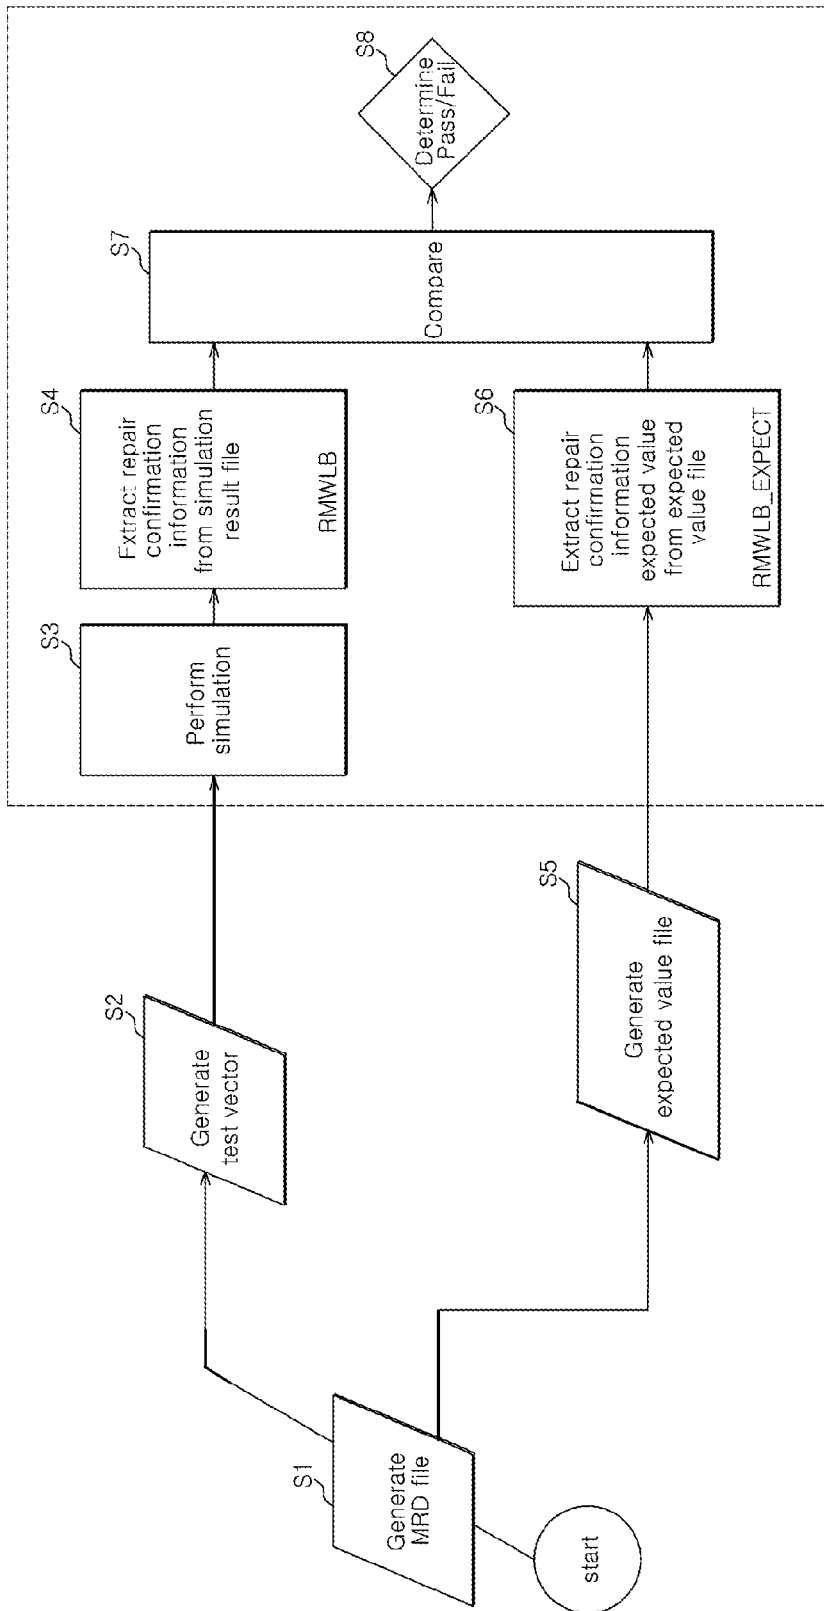 start
S1
Generate
MRD file
S2
Generate
test vector
S3
Perform
simulation
S4
Extract repair
confirmation
information
from simulation
result file
RMWLB
S5
Generate
expected value file
S6
Extract repair
confirmation
information
expected value
from expected
value file
RMWLB_EXPECT
S7
Compare
S8
Determine
Pass/Fail